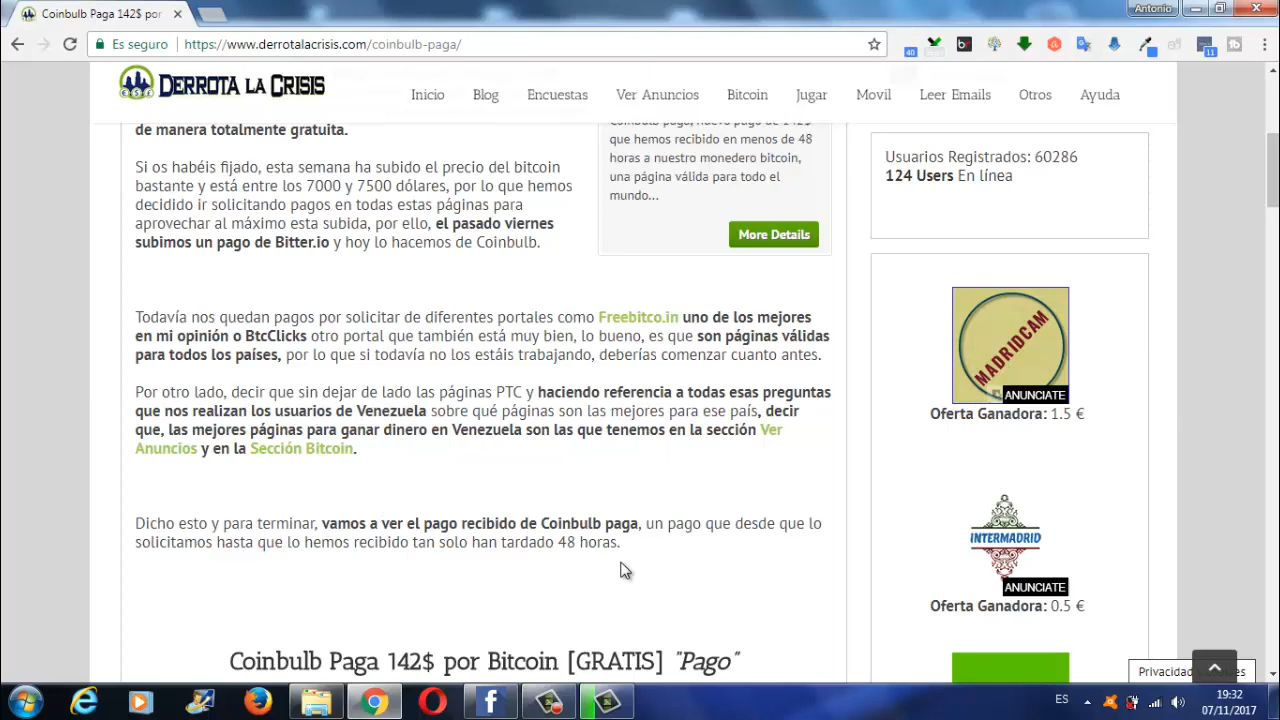 Coinbulb Paga 142$ por
Antonio
Es seguro
https://www.derrotalacrisis.com/coinbulb-paga/
40
11
DERROTA LA CRISIS
Inicio
Blog
Encuestas
Ver Anuncios
Bitcoin
Jugar
Movil
Leer Emails
Otros
Ayuda
de manera totalmente gratuita.
Si os habéis fijado, esta semana ha subido el precio del bitcoin
bastante y está entre los 7000 y 7500 dólares, por lo que hemos
decidido ir solicitando pagos en todas estas páginas para
aprovechar al máximo esta subida, por ello, el pasado viernes
subimos un pago de Bitter.io y hoy lo hacemos de Coinbulb.
Coinbulb paga, nuevo pago de 142$
que hemos recibido en menos de 48
horas a nuestro monedero bitcoin,
una página válida para todo el
mundo...
More Details
Todavía nos quedan pagos por solicitar de diferentes portales como Freebitco.in uno de los mejores
en mi opinión o BtcClicks otro portal que también está muy bien, lo bueno, es que son páginas válidas
para todos los países, por lo que si todavía no los estáis trabajando, deberías comenzar cuanto antes.
Por otro lado, decir que sin dejar de lado las páginas PTC y haciendo referencia a todas esas preguntas
que nos realizan los usuarios de Venezuela sobre qué páginas son las mejores para ese país, decir
que, las mejores páginas para ganar dinero en Venezuela son las que tenemos en la sección Ver
Anuncios y en la Sección Bitcoin.
Dicho esto y para terminar, vamos a ver el pago recibido de Coinbulb paga, un pago que desde que lo
solicitamos hasta que lo hemos recibido tan solo han tardado 48 horas.
Coinbulb Paga 142$ por Bitcoin [GRATIS] "Pago"
Usuarios Registrados: 60286
124 Users En línea
MADRIDCAM
ANUNCIATE
Oferta Ganadora: 1.5 €
INTERMADRID
ANUNCIATE
Oferta Ganadora: 0.5 €
ES
19:32
07/11/2017